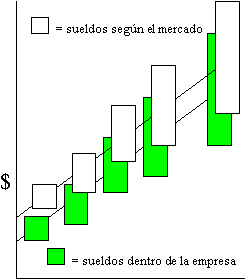 = sueldos según el mercado
$
= sueldos dentro de la empresa